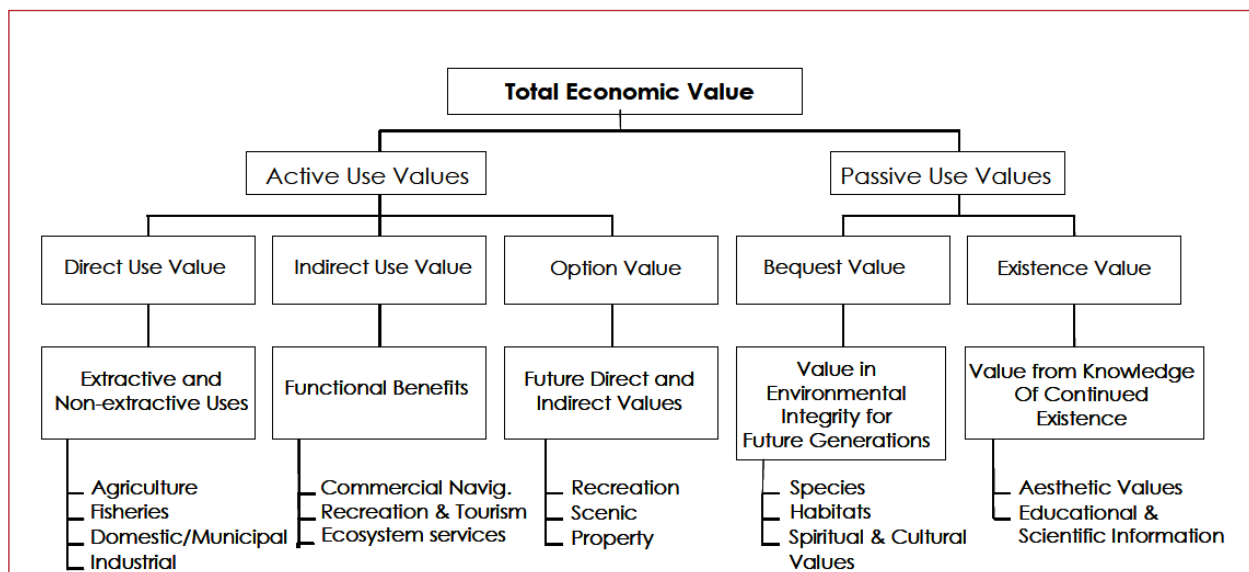 Total Economic Value
Active Use Values
Passive Use Values
Direct Use Value
Indirect Use Value
Option Value
Bequest Value
Existence Value
Extractive and
Non-extractive Uses
Functional Benefits
Future Direct and
Indirect Values
Value in
Environmental
Integrity for
Future Generations
Value from Knowledge
Of Continued
Existence
Agriculture
Fisheries
Domestic/Municipal
Industrial
Commercial Navig.
Recreation & Tourism
Ecosystem services
Recreation
Scenic
Property
Species
Habitats
Spiritual & Cultural
Values
Aesthetic Values
Educational &
Scientific Information